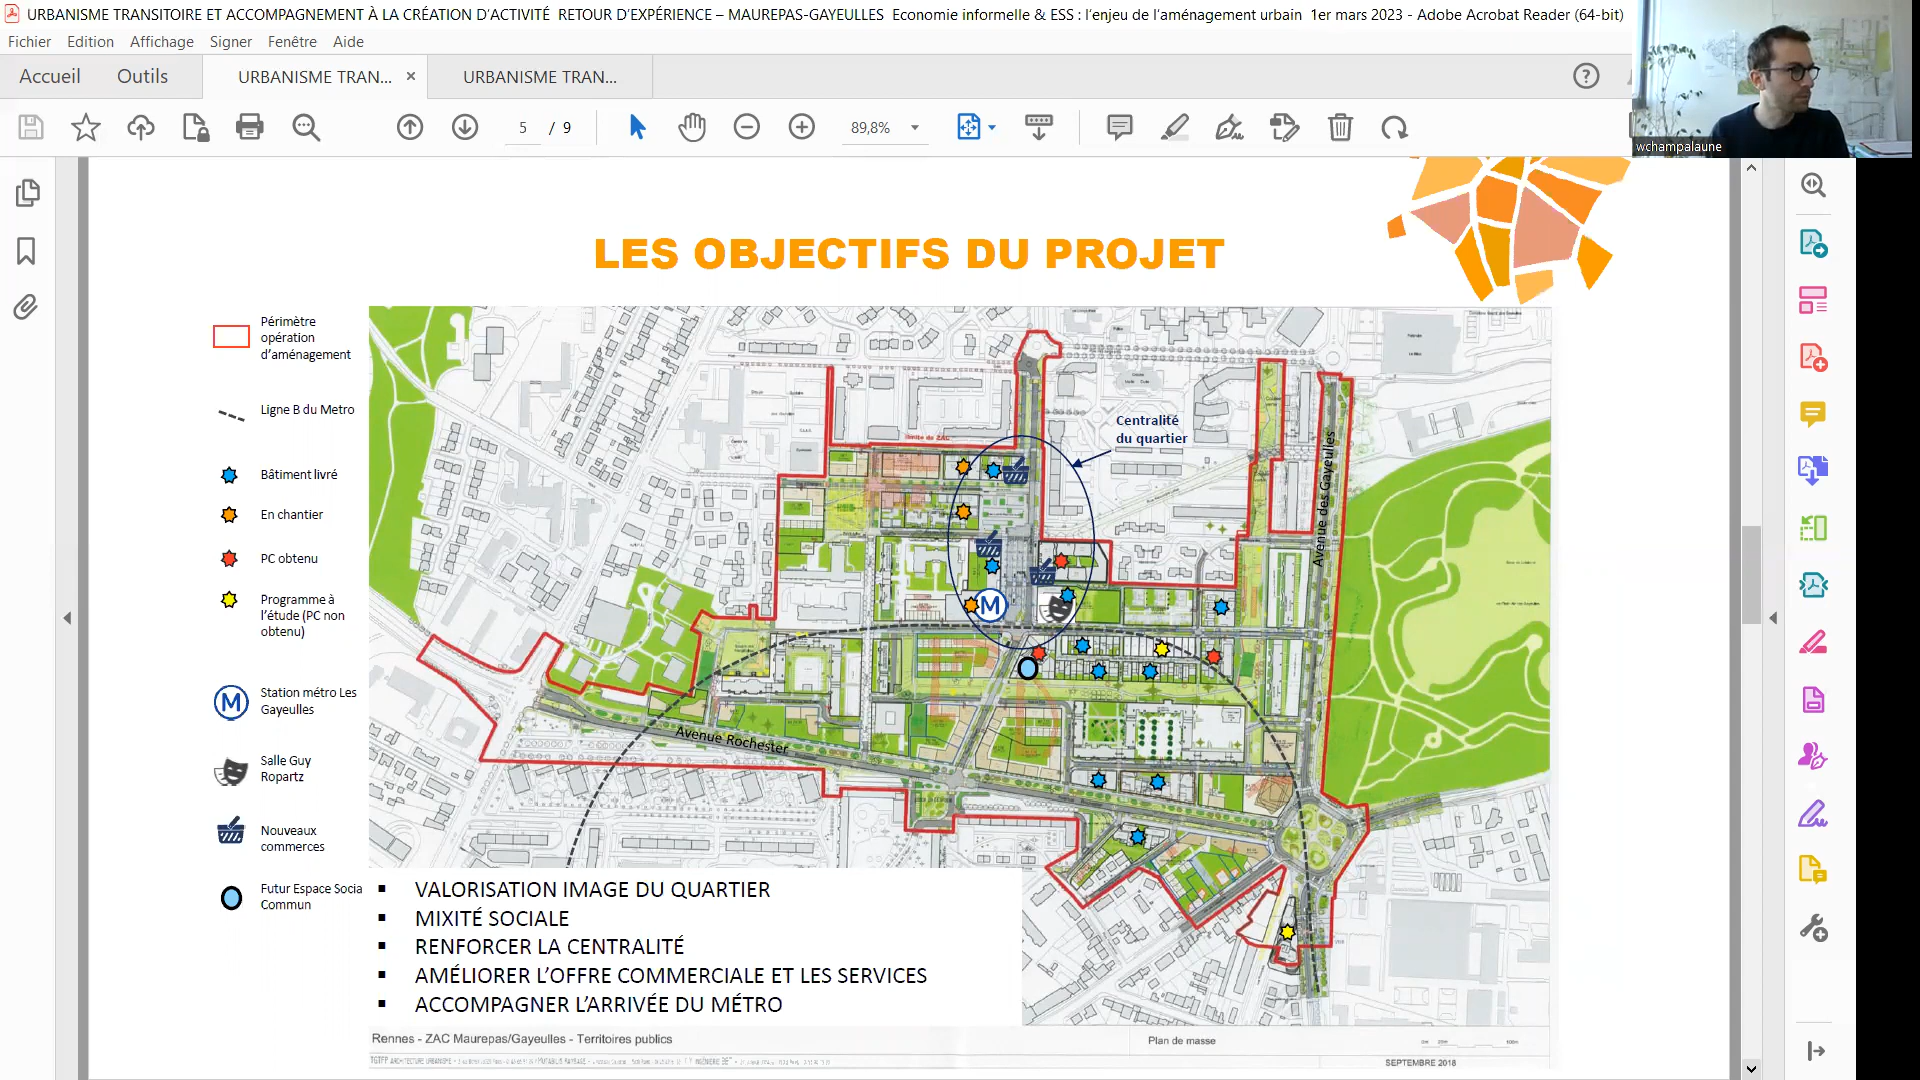 URBANISME TRANSITOIRE ET ACCOMPAGNEMENT À LA CRÉATION D'ACTIVITÉ  RETOUR D'EXPÉRIENCE – MAUREPAS-GAYEULLES  Economie informelle & ESS : l'enjeu de l'aménagement urbain  1er mars 2023 - Adobe Acrobat Reader (64-bit)
Fichier Edition Affichage Signer Fenêtre Aide
Accueil Outils URBANISME TRAN... × URBANISME TRAN...
5 / 9 89,8%
wchampalaune
LES OBJECTIFS DU PROJET
Périmètre
opération
d'aménagement
Ligne B du Metro
Bâtiment livré
En chantier
PC obtenu
Programme à
l'étude (PC non
obtenu)
M
Station métro Les
Gayeulles
Salle Guy
Ropartz
Nouveaux
commerces
Futur Espace Socia
Commun
Centralité
du quartier
limite de ZAC
Avenue des Gayeulles
M
Avenue Rochester
▪ VALORISATION IMAGE DU QUARTIER
▪ MIXITÉ SOCIALE
▪ RENFORCER LA CENTRALITÉ
▪ AMÉLIORER L'OFFRE COMMERCIALE ET LES SERVICES
▪ ACCOMPAGNER L'ARRIVÉE DU MÉTRO
Rennes - ZAC Maurepas/Gayeulles - Territoires publics
Plan de masse
SEPTEMBRE 2018